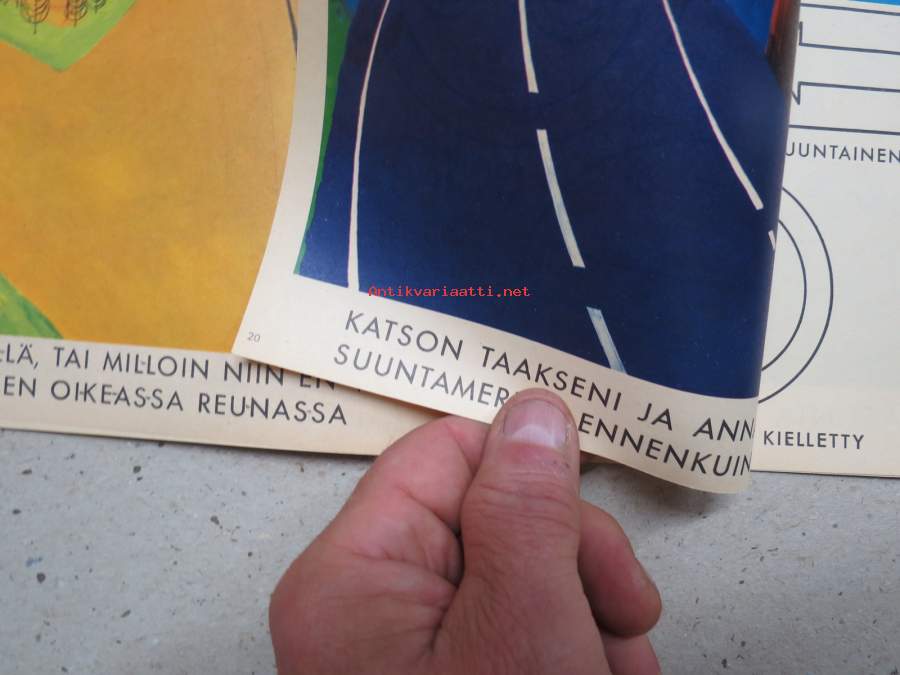 UUNTAINEN
Antikvariaatti.net
20
KATSON TAAKSENI JA ANN
SUUNTAMER ENNENKUIN
LÄ, TAI MILLOIN NIIN EN
EN OIKEASSA REUNASSA
KIELLETTY